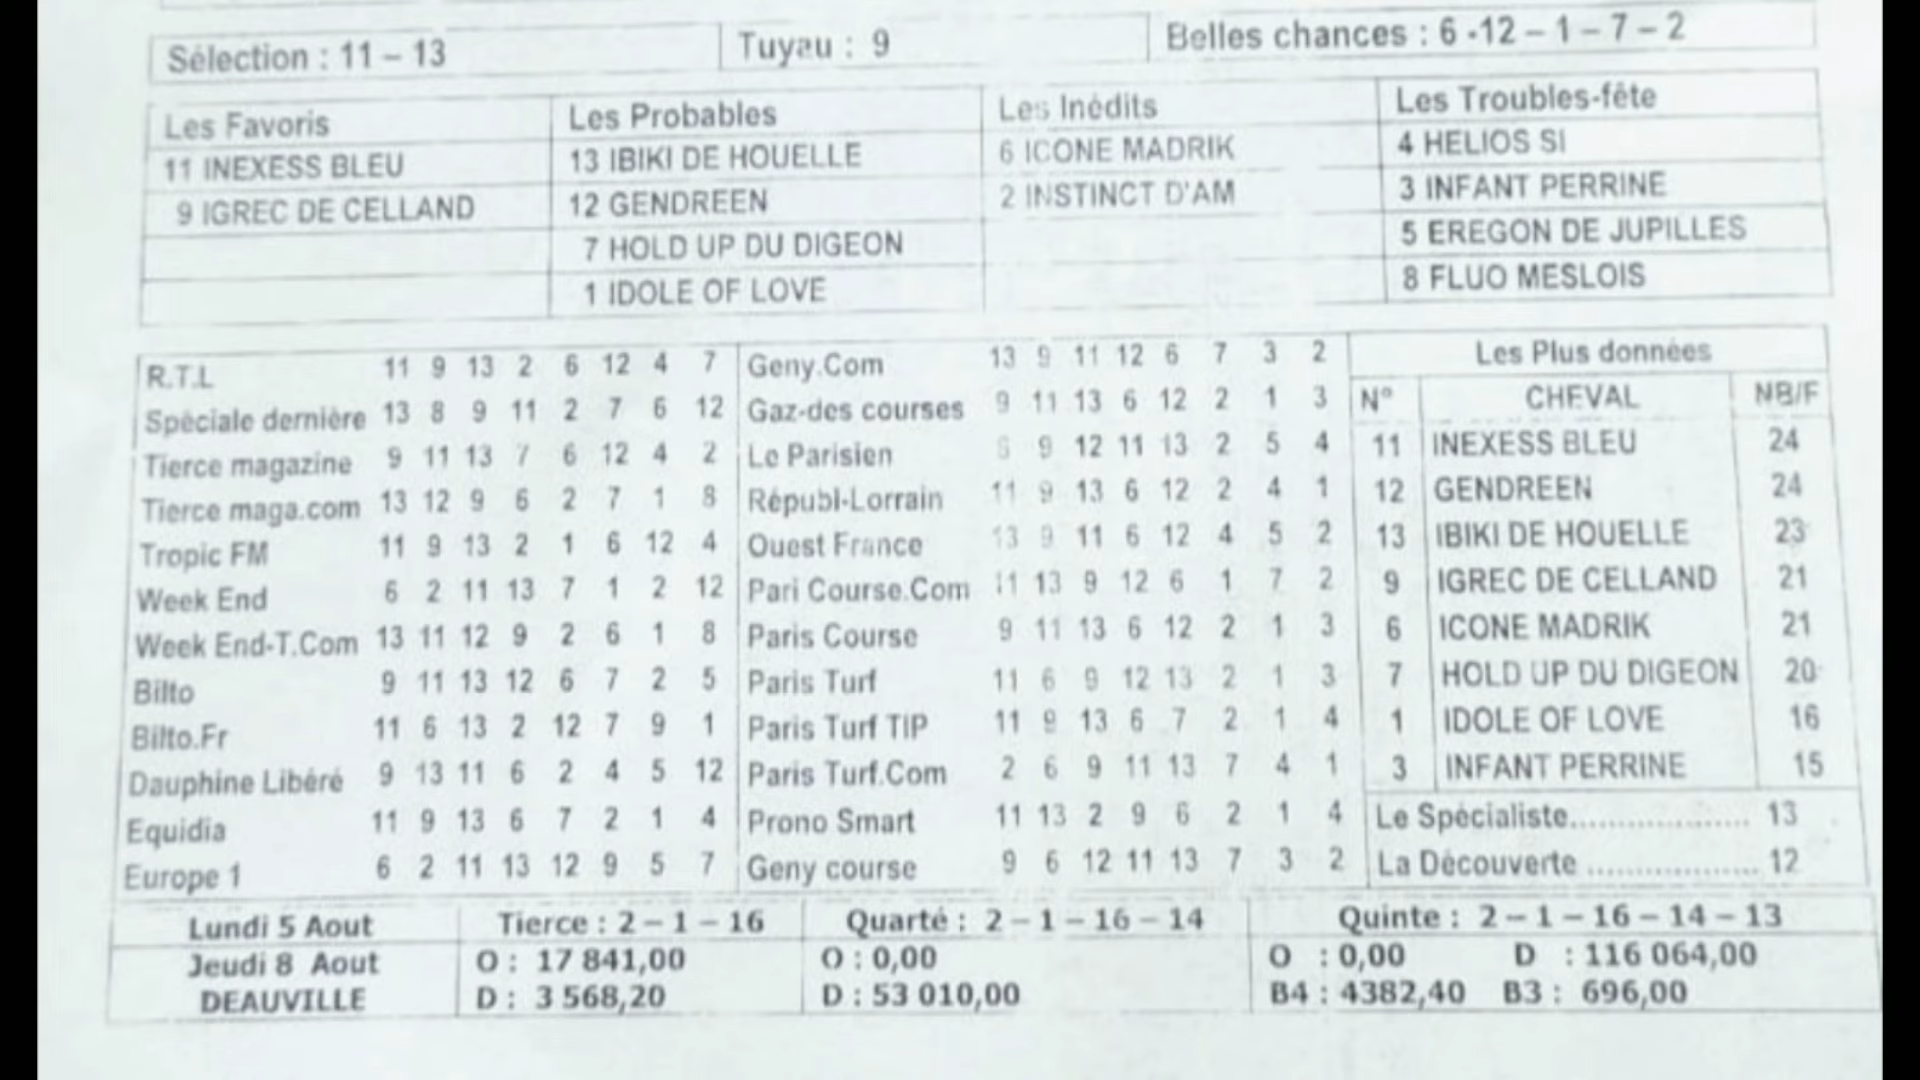 Sélection : 11 – 13
Tuyau : 9
Belles chances : 6 -12 – 1 – 7 – 2
Les Favoris
11 INEXESS BLEU
9 IGREC DE CELLAND
Les Probables
13 IBIKI DE HOUELLE
12 GENDREEN
7 HOLD UP DU DIGEON
1 IDOLE OF LOVE
Les Inédits
6 ICONE MADRIK
2 INSTINCT D'AM
Les Troubles-fête
4 HELIOS SI
3 INFANT PERRINE
5 EREGON DE JUPILLES
8 FLUO MESLOIS
R.T.L 11 9 13 2 6 12 4 7
Spéciale dernière 13 8 9 11 2 7 6 12
Tierce magazine 9 11 13 7 6 12 4 2
Tierce maga.com 13 12 9 6 2 7 1 8
Tropic FM 11 9 13 2 1 6 12 4
Week End 6 2 11 13 7 1 2 12
Week End-T.Com 13 11 12 9 2 6 1 8
Bilto 9 11 13 12 6 7 2 5
Bilto.Fr 11 6 13 2 12 7 9 1
Dauphine Libéré 9 13 11 6 2 4 5 12
Equidia 11 9 13 6 7 2 1 4
Europe 1 6 2 11 13 12 9 5 7
Geny.Com 13 9 11 12 6 7 3 2
Gaz-des courses 9 11 13 6 12 2 1 3
Le Parisien 9 12 11 13 2 5 4
Républ-Lorrain 11 9 13 6 12 2 4 1
Ouest France 13 9 11 6 12 4 5 2
Pari Course.Com 11 13 9 12 6 1 7 2
Paris Course 9 11 13 6 12 2 1 3
Paris Turf 11 6 9 12 13 2 1 3
Paris Turf TIP 11 9 13 6 7 2 1 4
Paris Turf.Com 2 6 9 11 13 7 4 1
Prono Smart 11 13 2 9 6 2 1 4
Geny course 9 6 12 11 13 7 3 2
Les Plus données
N° CHEVAL NB/F
11 INEXESS BLEU 24
12 GENDREEN 24
13 IBIKI DE HOUELLE 23
9 IGREC DE CELLAND 21
6 ICONE MADRIK 21
7 HOLD UP DU DIGEON 20
1 IDOLE OF LOVE 16
3 INFANT PERRINE 15
Le Spécialiste.................... 13
La Découverte ................... 12
Lundi 5 Aout
Jeudi 8 Aout
DEAUVILLE
Tierce : 2 – 1 – 16
O : 17 841,00
D : 3 568,20
Quarté : 2 – 1 – 16 – 14
O : 0,00
D : 53 010,00
Quinte : 2 – 1 – 16 – 14 – 13
O : 0,00 D : 116 064,00
B4 : 4382,40 B3 : 696,00